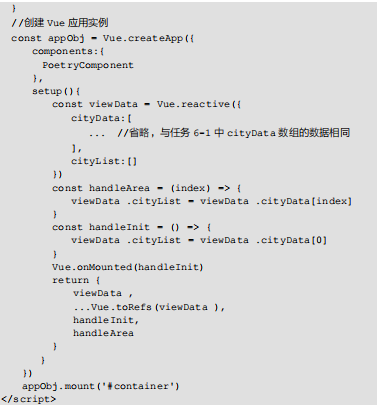 }
//创建 Vue 应用实例
const appObj = Vue.createApp({
components:{
PoetryComponent
},
setup(){
const viewData = Vue.reactive({
cityData:[
... //省略，与任务 6-1 中 cityData 数组的数据相同
],
cityList:[]
})
const handleArea = (index) => {
viewData .cityList = viewData .cityData[index]
}
const handleInit = () => {
viewData .cityList = viewData .cityData[0]
}
Vue.onMounted(handleInit)
return {
viewData ,
...Vue.toRefs(viewData ),
handleInit,
handleArea
}
}
})
appObj.mount('#container')
</script>